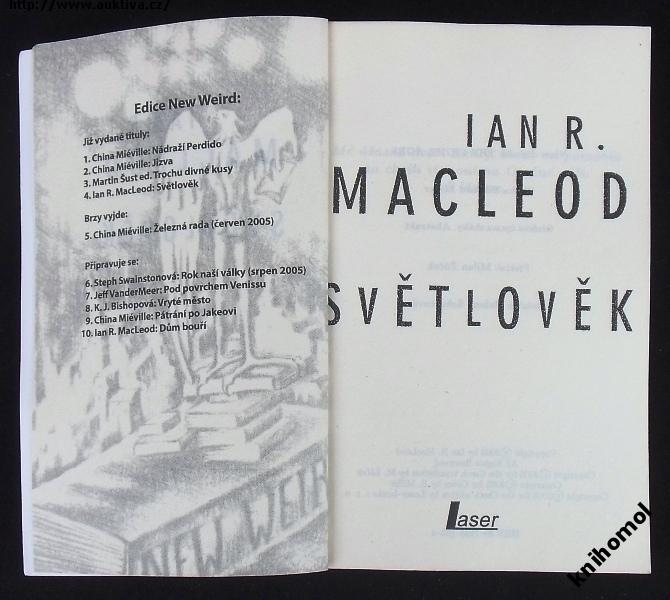 http://www.auktiva.cz/
Edice New Weird:
Již vydané tituly:
1. China Miéville: Nádraží Perdido
2. China Miéville: Jizva
3. Martin Šust ed. Trochu divné kusy
4. Ian R. MacLeod: Světlověk
Brzy vyjde:
5. China Miéville: Železná rada (červen 2005)
Připravuje se:
6. Steph Swainstonová: Rok naší války (srpen 2005)
7. Jeff VanderMeer: Pod povrchem Venissu
8. K. J. Bishopová: Vryté město
9. China Miéville: Pátrání po Jakeovi
10. Ian R. MacLeod: Dům bouří
NEW WEIR
IAN R.
MACLEOD
SVĚTLOVĚK
Laser
knihomol